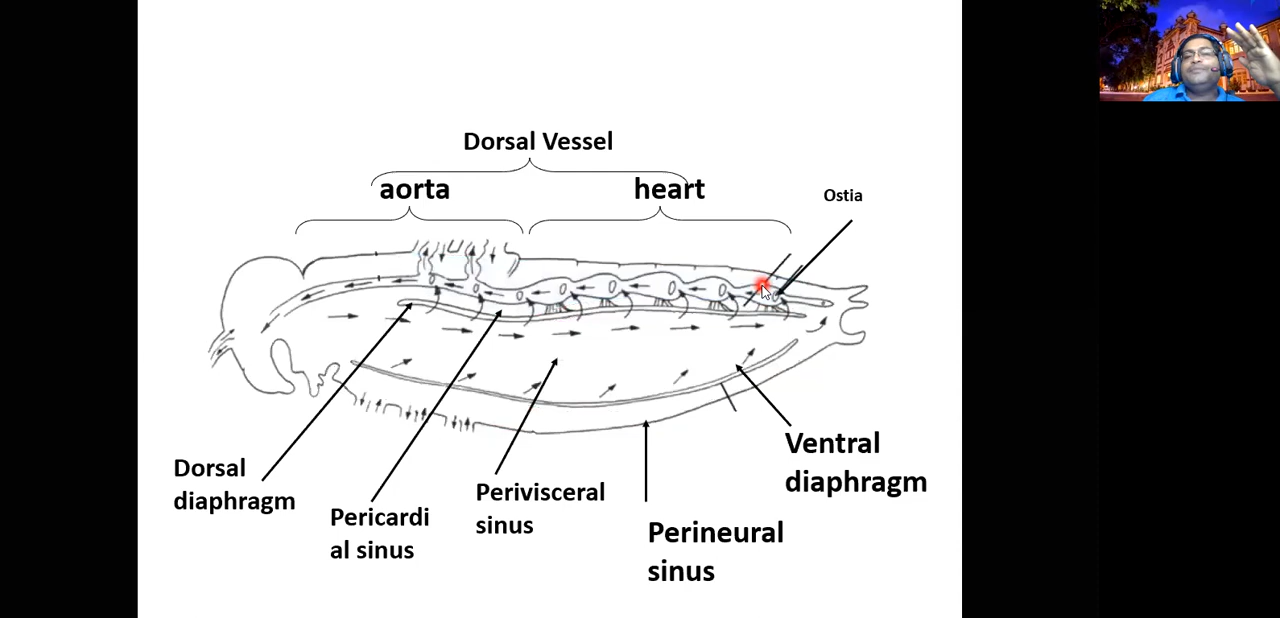 Dorsal Vessel
aorta
heart
Ostia
Dorsal
diaphragm
Pericardi
al sinus
Perivisceral
sinus
Perineural
sinus
Ventral
diaphragm